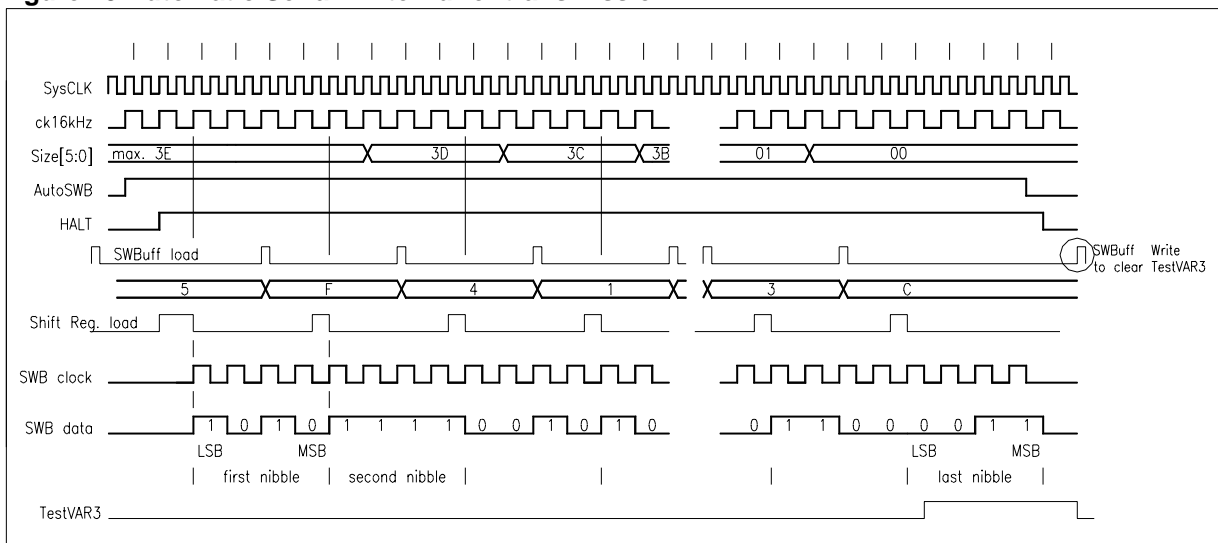 SysCLK
ck16kHz
Size[5:0] max. 3E 3D 3C 3B 01 00
AutoSWB
HALT
SWBuff load
SWBuff Write
to clear TestVAR3
5 F 4 1 3 C
Shift Reg. load
SWB clock
SWB data 1 0 1 0 1 1 1 1 0 0 1 0 1 0 0 1 1 0 0 0 0 1 1
LSB MSB LSB MSB
first nibble second nibble last nibble
TestVAR3